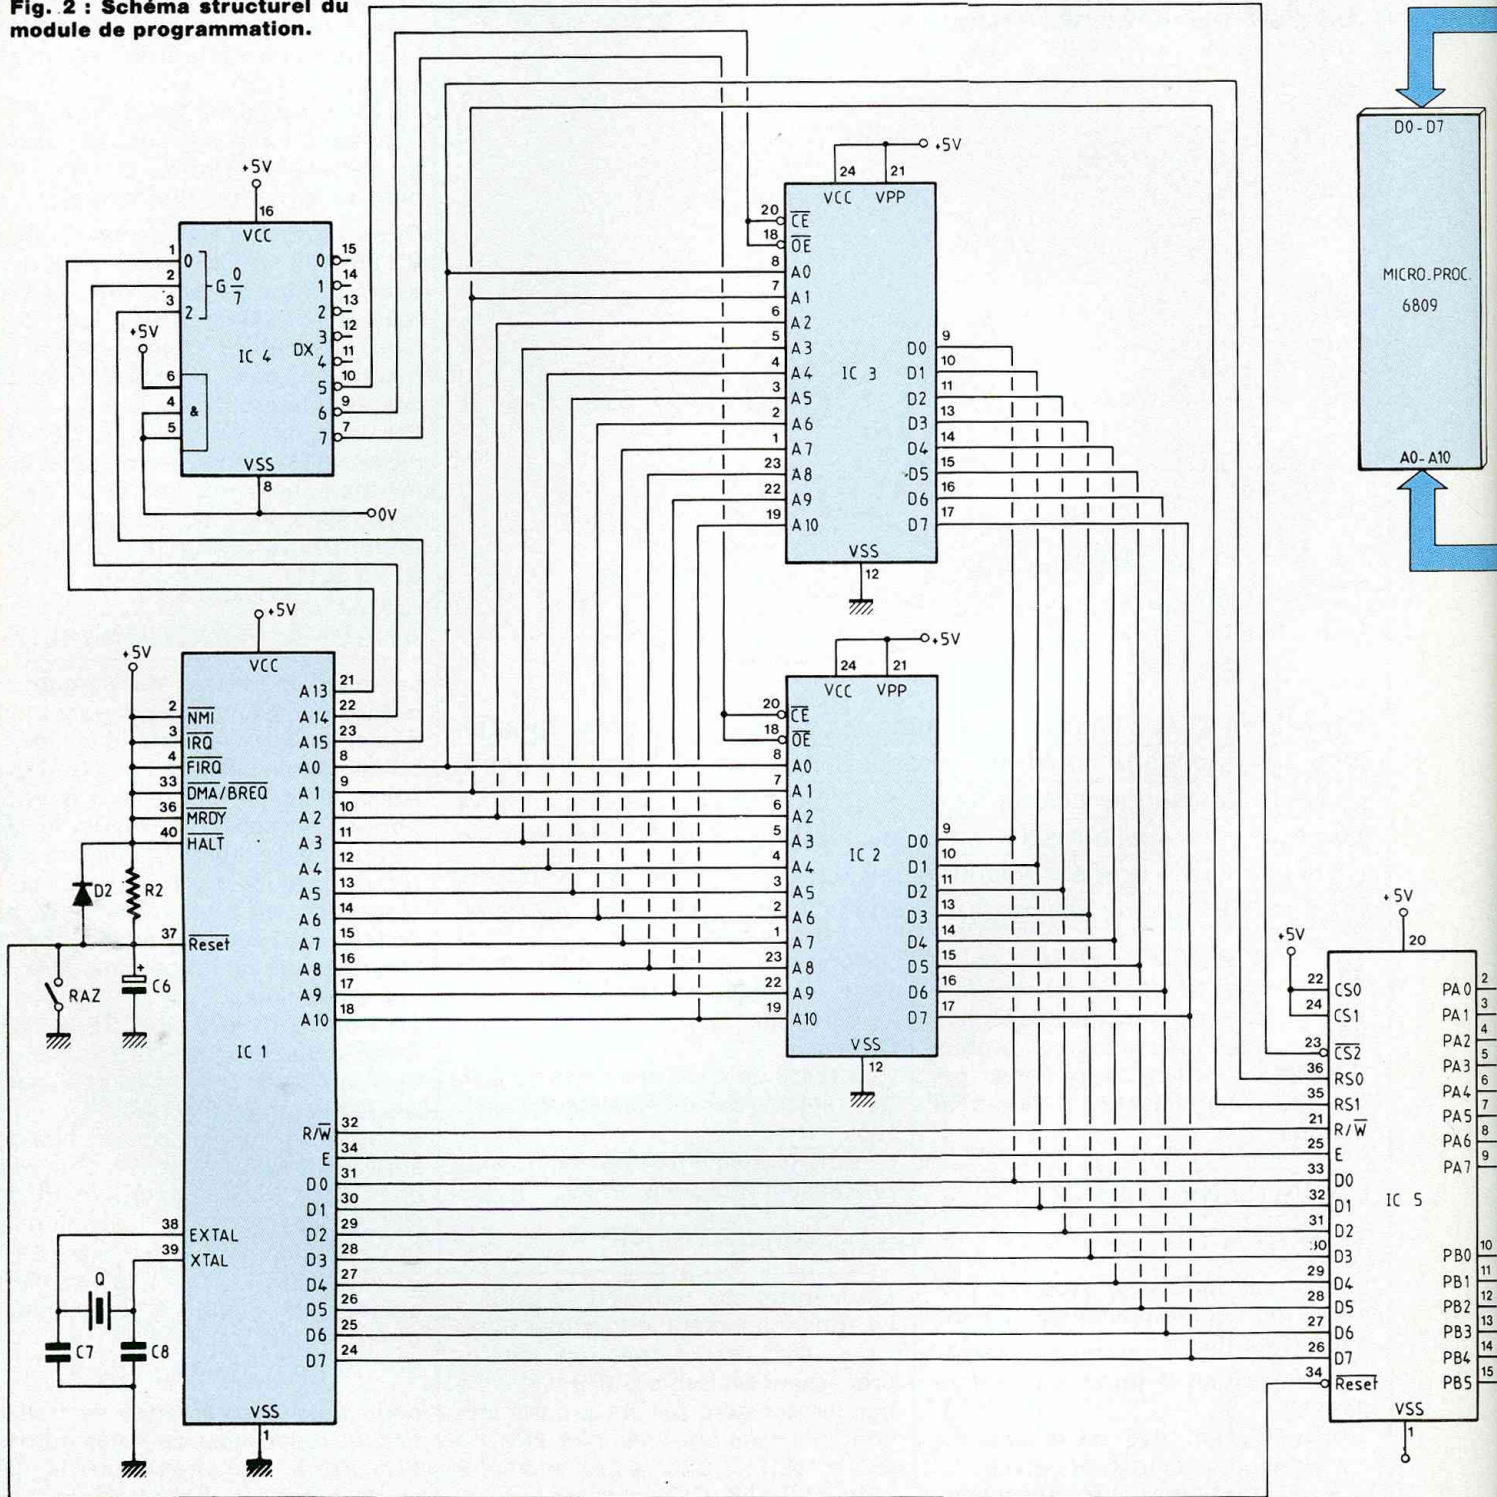 Fig. 2 : Schéma structurel du
module de programmation.
+5V
16
VCC
1
2
3
0
2
G 0/7
+5V
6
4
5
&
IC 4
DX
0 15
1 14
2 13
3 12
4 11
5 10
6 9
7 7
VSS
8
0V
+5V
24
21
VCC VPP
20 CE
18 OE
8 A0
7 A1
6 A2
5 A3
4 A4
3 A5
2 A6
1 A7
23 A8
22 A9
19 A10
IC 3
D0 9
D1 10
D2 11
D3 13
D4 14
D5 15
D6 16
D7 17
VSS
12
D0-D7
MICRO.PROC.
6809
A0-A10
+5V
VCC
+5V
2 NMI
3 IRQ
4 FIRQ
33 DMA/BREQ
36 MRDY
40 HALT
D2
R2
37 Reset
RAZ
+
C6
IC 1
A13 21
A14 22
A15 23
A0 8
A1 9
A2 10
A3 11
A4 12
A5 13
A6 14
A7 15
A8 16
A9 17
A10 18
R/W 32
E 34
D0 31
D1 30
D2 29
D3 28
D4 27
D5 26
D6 25
D7 24
38 EXTAL
39 XTAL
Q
C7
C8
VSS
1
+5V
24
21
VCC VPP
20 CE
18 OE
8 A0
7 A1
6 A2
5 A3
4 A4
3 A5
2 A6
1 A7
23 A8
22 A9
19 A10
IC 2
D0 9
D1 10
D2 11
D3 13
D4 14
D5 15
D6 16
D7 17
VSS
12
+5V
20
+5V
22 CS0
24 CS1
23 CS2
36 RS0
35 RS1
21 R/W
25 E
33 D0
32 D1
31 D2
30 D3
29 D4
28 D5
27 D6
26 D7
34 Reset
IC 5
PA0 2
PA1 3
PA2 4
PA3 5
PA4 6
PA5 7
PA6 8
PA7 9
PB0 10
PB1 11
PB2 12
PB3 13
PB4 14
PB5 15
VSS
1